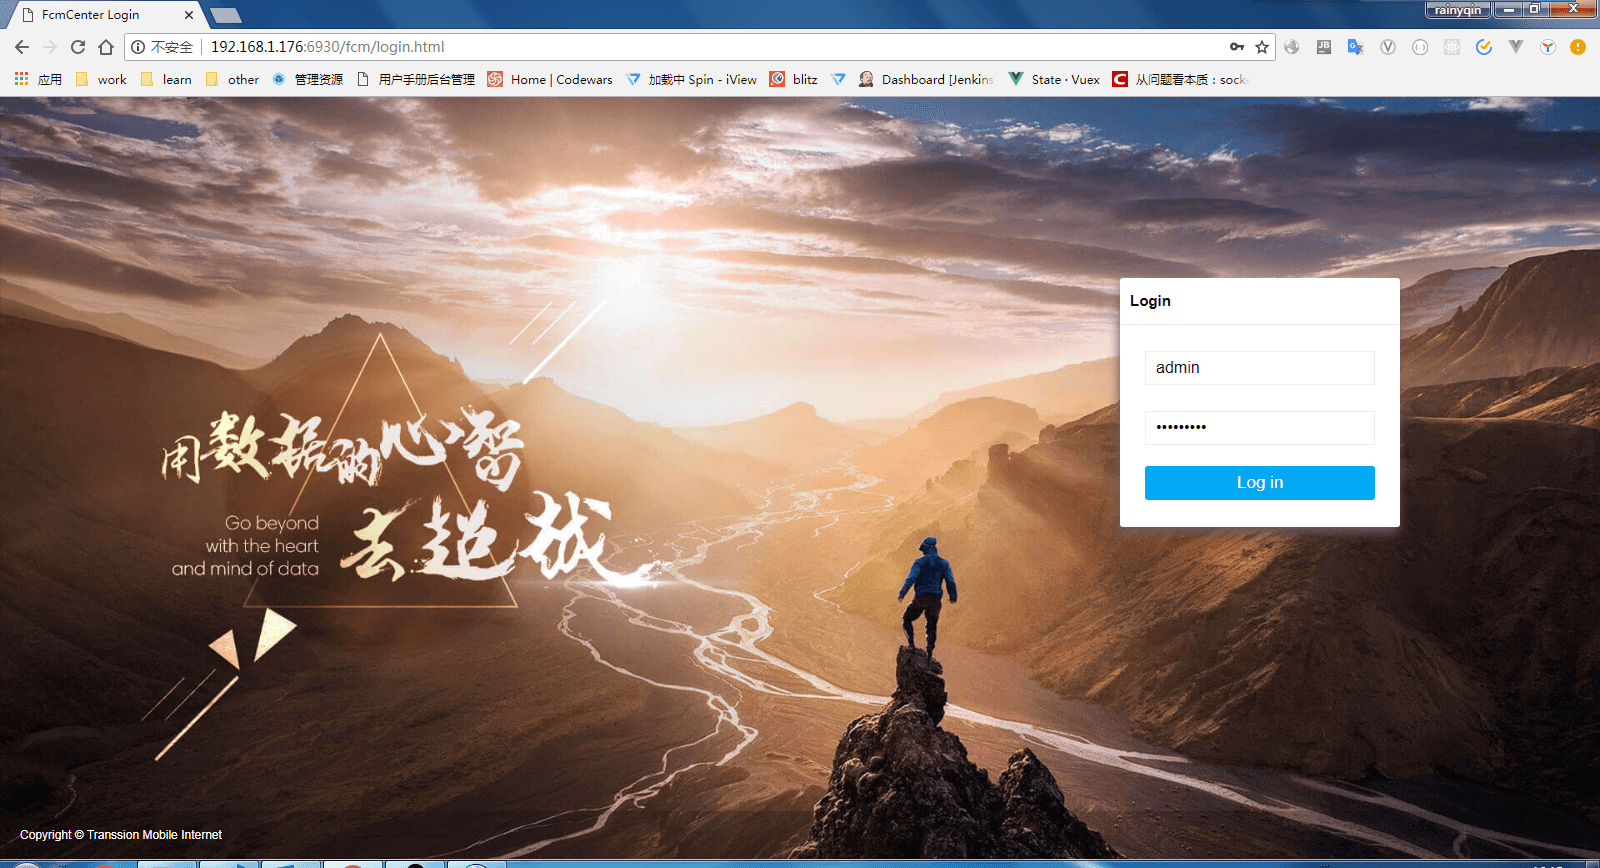 FcmCenter Login
rainyqin
不安全
192.168.1.176:6930/fcm/login.html
应用
work
learn
other
管理资源
用户手册后台管理
Home | Codewars
加载中 Spin - iView
blitz
Dashboard [Jenkins
State · Vuex
从问题看本质：socke
Login
admin
•••••••••
Log in
用数据的心智
去超越
Go beyond
with the heart
and mind of data
Copyright © Transsion Mobile Internet